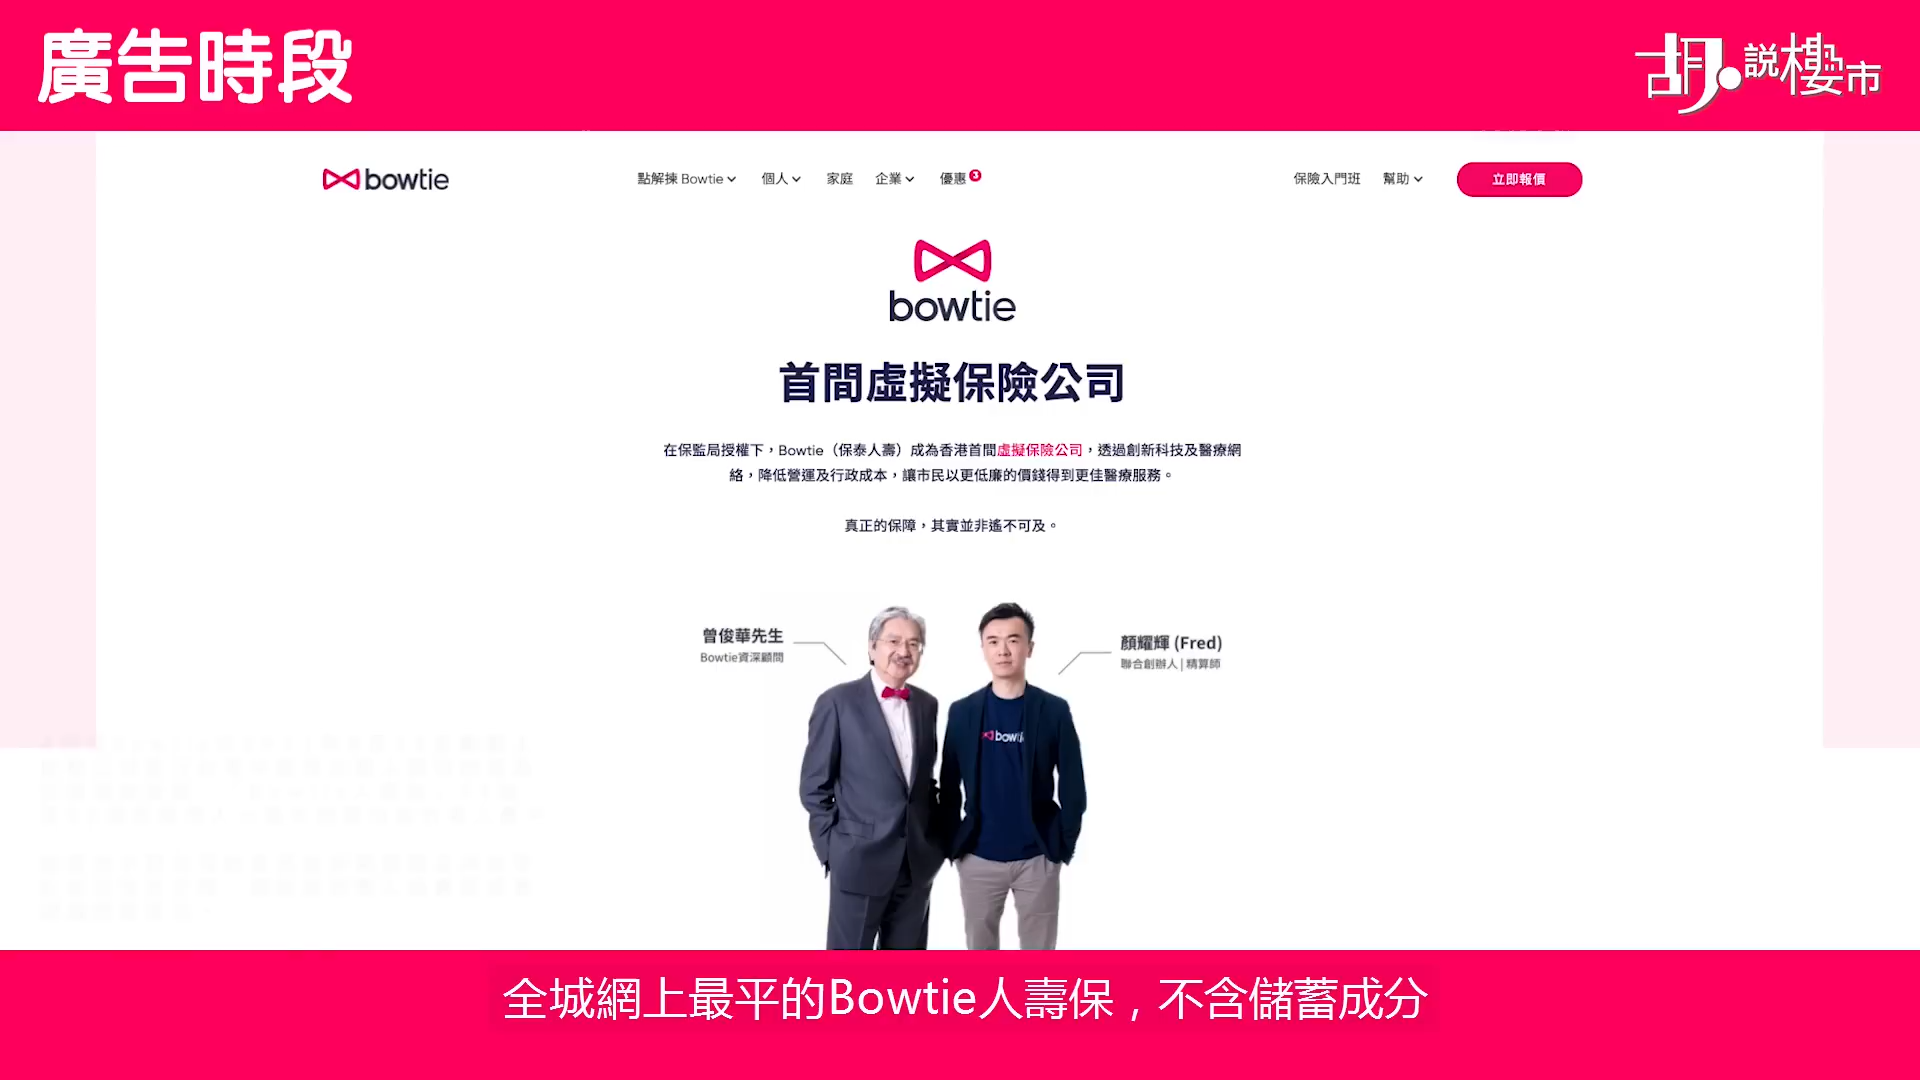 廣告時段
胡.説樓市
bowtie
點解揀 Bowtie
個人
家庭
企業
優惠 3
保險入門班
幫助
立即報價
bowtie
首間虛擬保險公司
在保監局授權下，Bowtie（保泰人壽）成為香港首間虛擬保險公司，透過創新科技及醫療網
絡，降低營運及行政成本，讓市民以更低廉的價錢得到更佳醫療服務。
真正的保障，其實並非遙不可及。
曾俊華先生
Bowtie資深顧問
顏耀輝 (Fred)
聯合創辦人 | 精算師
bowtie
全城網上最平的Bowtie人壽保，不含儲蓄成分